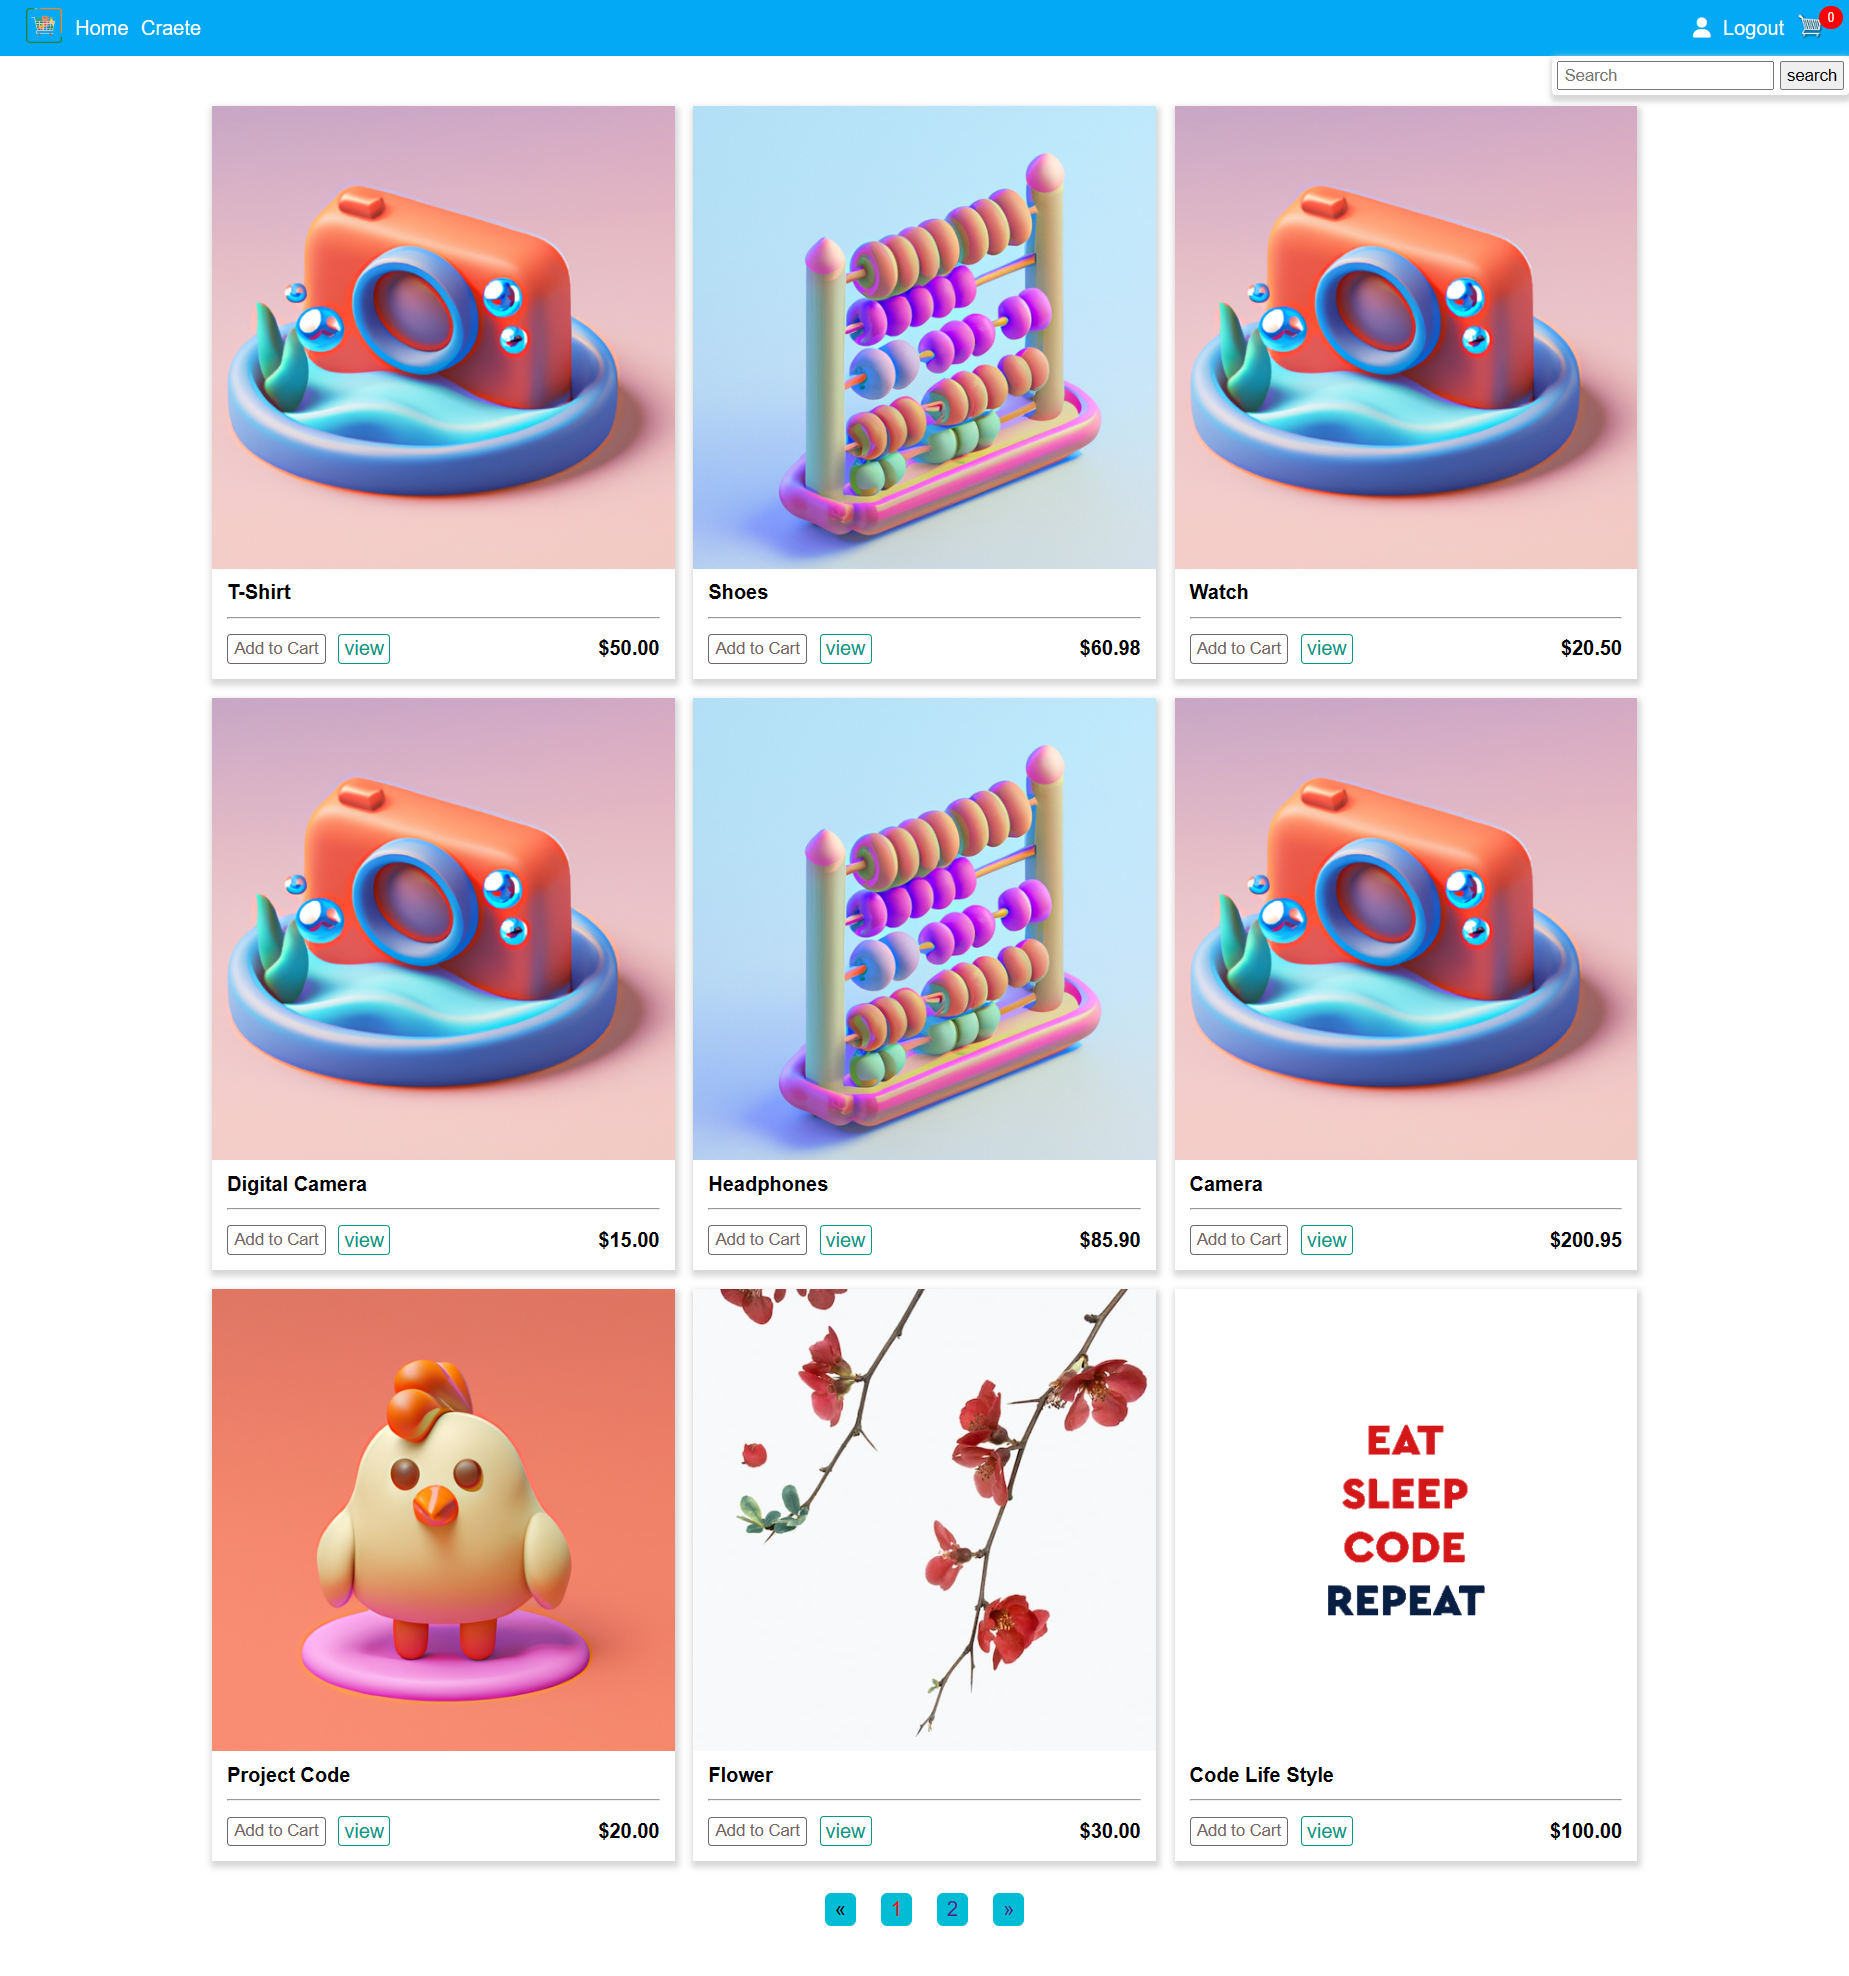 Home Craete Logout 0
Search search
T-Shirt
Add to Cart view $50.00
Shoes
Add to Cart view $60.98
Watch
Add to Cart view $20.50
Digital Camera
Add to Cart view $15.00
Headphones
Add to Cart view $85.90
Camera
Add to Cart view $200.95
EAT
SLEEP
CODE
REPEAT
Project Code
Add to Cart view $20.00
Flower
Add to Cart view $30.00
Code Life Style
Add to Cart view $100.00
« 1 2 »